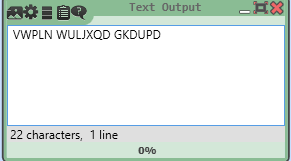 Text Output
VWPLN WULJXQD GKDUPD
22 characters, 1 line
0%